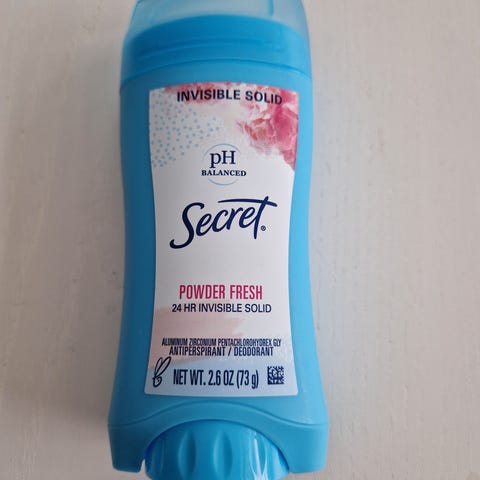 INVISIBLE SOLID
pH
BALANCED
Secret®
POWDER FRESH
24 HR INVISIBLE SOLID
ALUMINUM ZIRCONIUM PENTACHLOROHYDREX GLY
ANTIPERSPIRANT / DEODORANT
NET WT. 2.6 OZ (73 g)